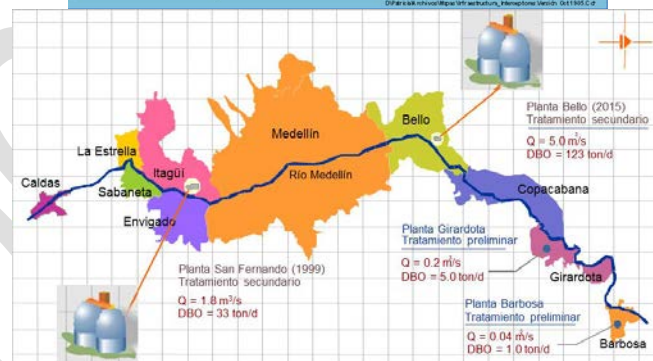 Planta Bello (2015)
Tratamiento secundario
Q = 5.0 m³/s
DBO = 123 ton/d
Bello
Medellín
La Estrella
Itagüí
Río Medellín
Caldas
Sabaneta
Copacabana
Envigado
Planta Girardota
Tratamiento preliminar
Q = 0.2 m³/s
DBO = 5.0 ton/d
Planta San Fernando (1999)
Tratamiento secundario
Q = 1.8 m³/s
DBO = 33 ton/d
Girardota
Planta Barbosa
Tratamiento preliminar
Q = 0.04 m³/s
DBO = 1.0 ton/d
Barbosa